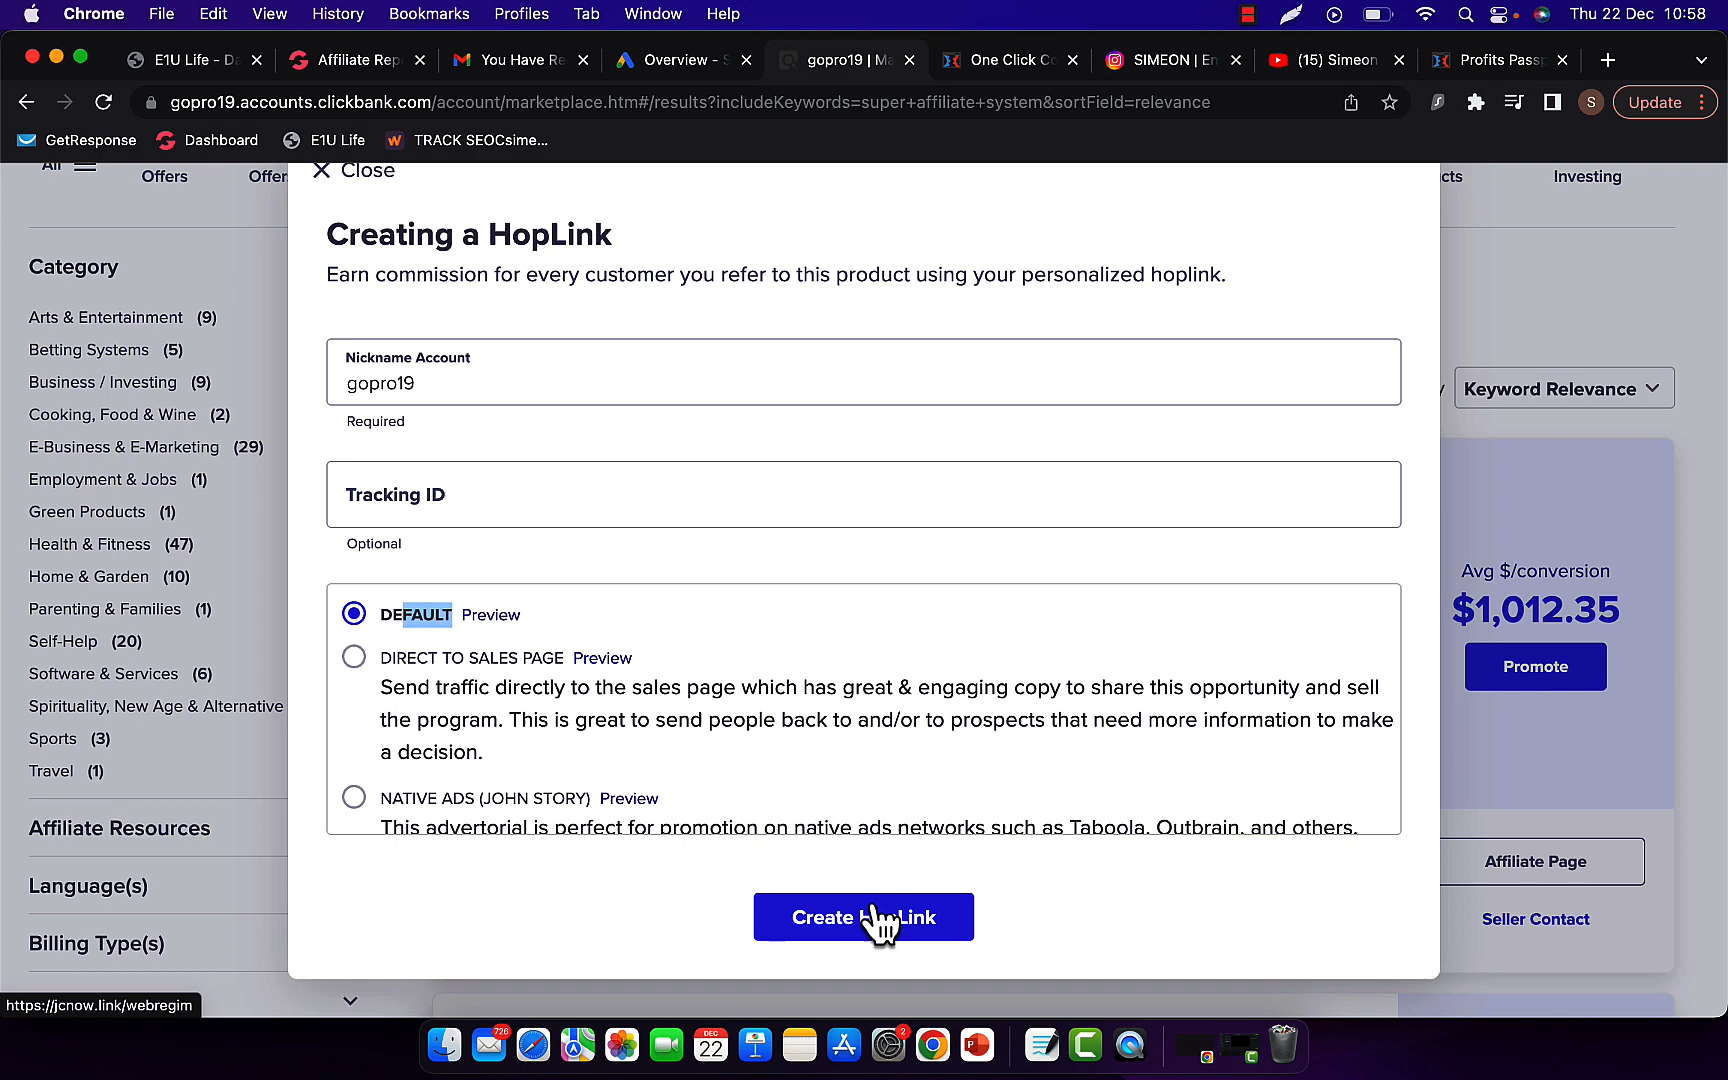 Chrome File Edit View History Bookmarks Profiles Tab Window Help Thu 22 Dec 10:58
E1U Life - Da Affiliate Rep You Have Re Overview - S gopro19 | Ma One Click Co SIMEON | En (15) Simeon Profits Passp
gopro19.accounts.clickbank.com/account/marketplace.htm#/results?includeKeywords=super+affiliate+system&sortField=relevance S Update
GetResponse Dashboard E1U Life TRACK SEOCsime...
All Offers Offer cts Investing
Close
Creating a HopLink
Earn commission for every customer you refer to this product using your personalized hoplink.
Category
Arts & Entertainment (9)
Betting Systems (5)
Business / Investing (9)
Cooking, Food & Wine (2)
E-Business & E-Marketing (29)
Employment & Jobs (1)
Green Products (1)
Health & Fitness (47)
Home & Garden (10)
Parenting & Families (1)
Self-Help (20)
Software & Services (6)
Spirituality, New Age & Alternative
Sports (3)
Travel (1)
Affiliate Resources
Language(s)
Billing Type(s)
Nickname Account
gopro19
Required
Tracking ID
Optional
DEFAULT Preview
DIRECT TO SALES PAGE Preview
Send traffic directly to the sales page which has great & engaging copy to share this opportunity and sell
the program. This is great to send people back to and/or to prospects that need more information to make
a decision.
NATIVE ADS (JOHN STORY) Preview
This advertorial is perfect for promotion on native ads networks such as Taboola, Outbrain, and others.
Create HopLink
Keyword Relevance
Avg $/conversion
$1,012.35
Promote
Affiliate Page
Seller Contact
https://jcnow.link/webregim
726
DEC
22
2